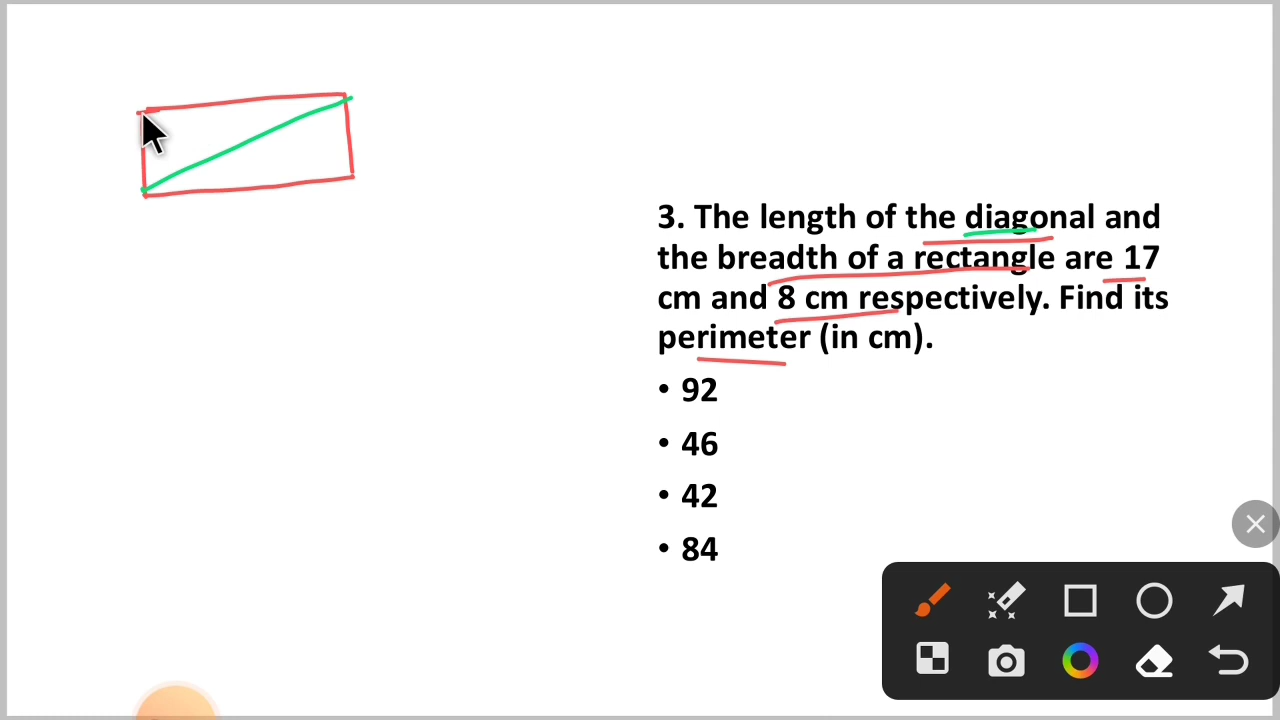 3. The length of the diagonal and
the breadth of a rectangle are 17
cm and 8 cm respectively. Find its
perimeter (in cm).
• 92
• 46
• 42
• 84